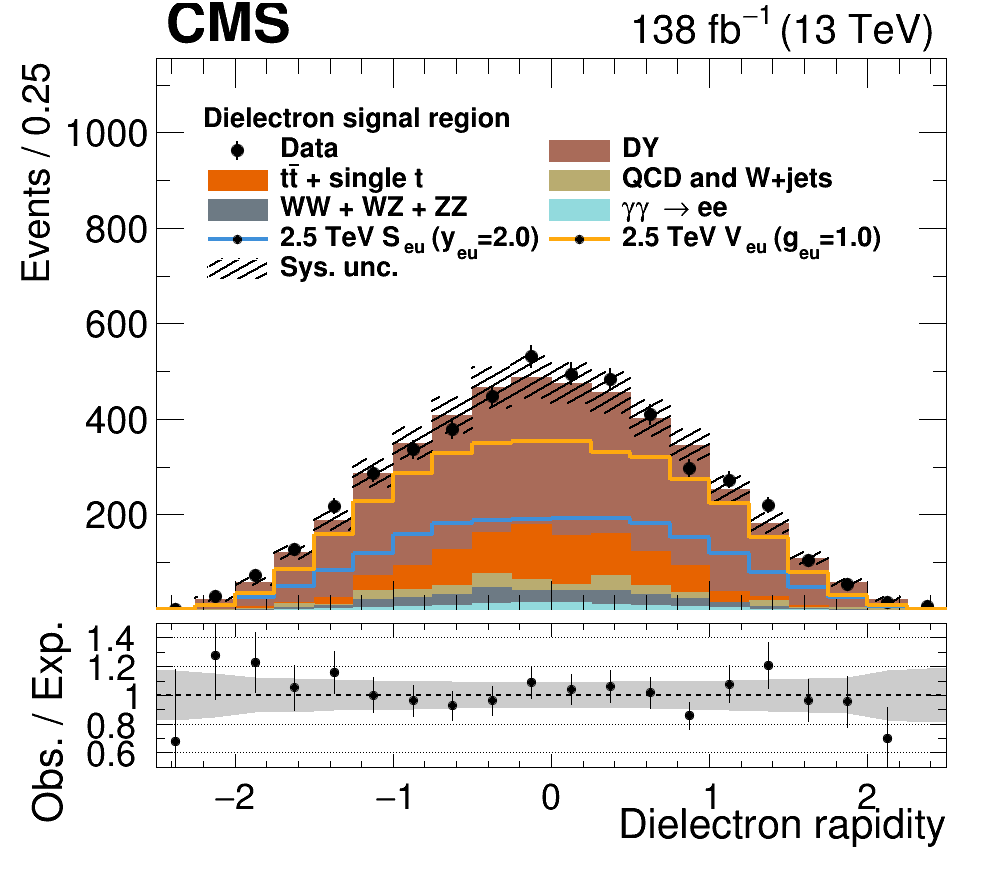 CMS 138 fb⁻¹ (13 TeV)
Events / 0.25
1000
800
600
400
200
Dielectron signal region
Data DY
tt̄ + single t QCD and W+jets
WW + WZ + ZZ γγ → ee
2.5 TeV S_eu (y_eu=2.0) 2.5 TeV V_eu (g_eu=1.0)
Sys. unc.
Obs. / Exp.
1.4
1.2
1
0.8
0.6
−2 −1 0 1 2
Dielectron rapidity